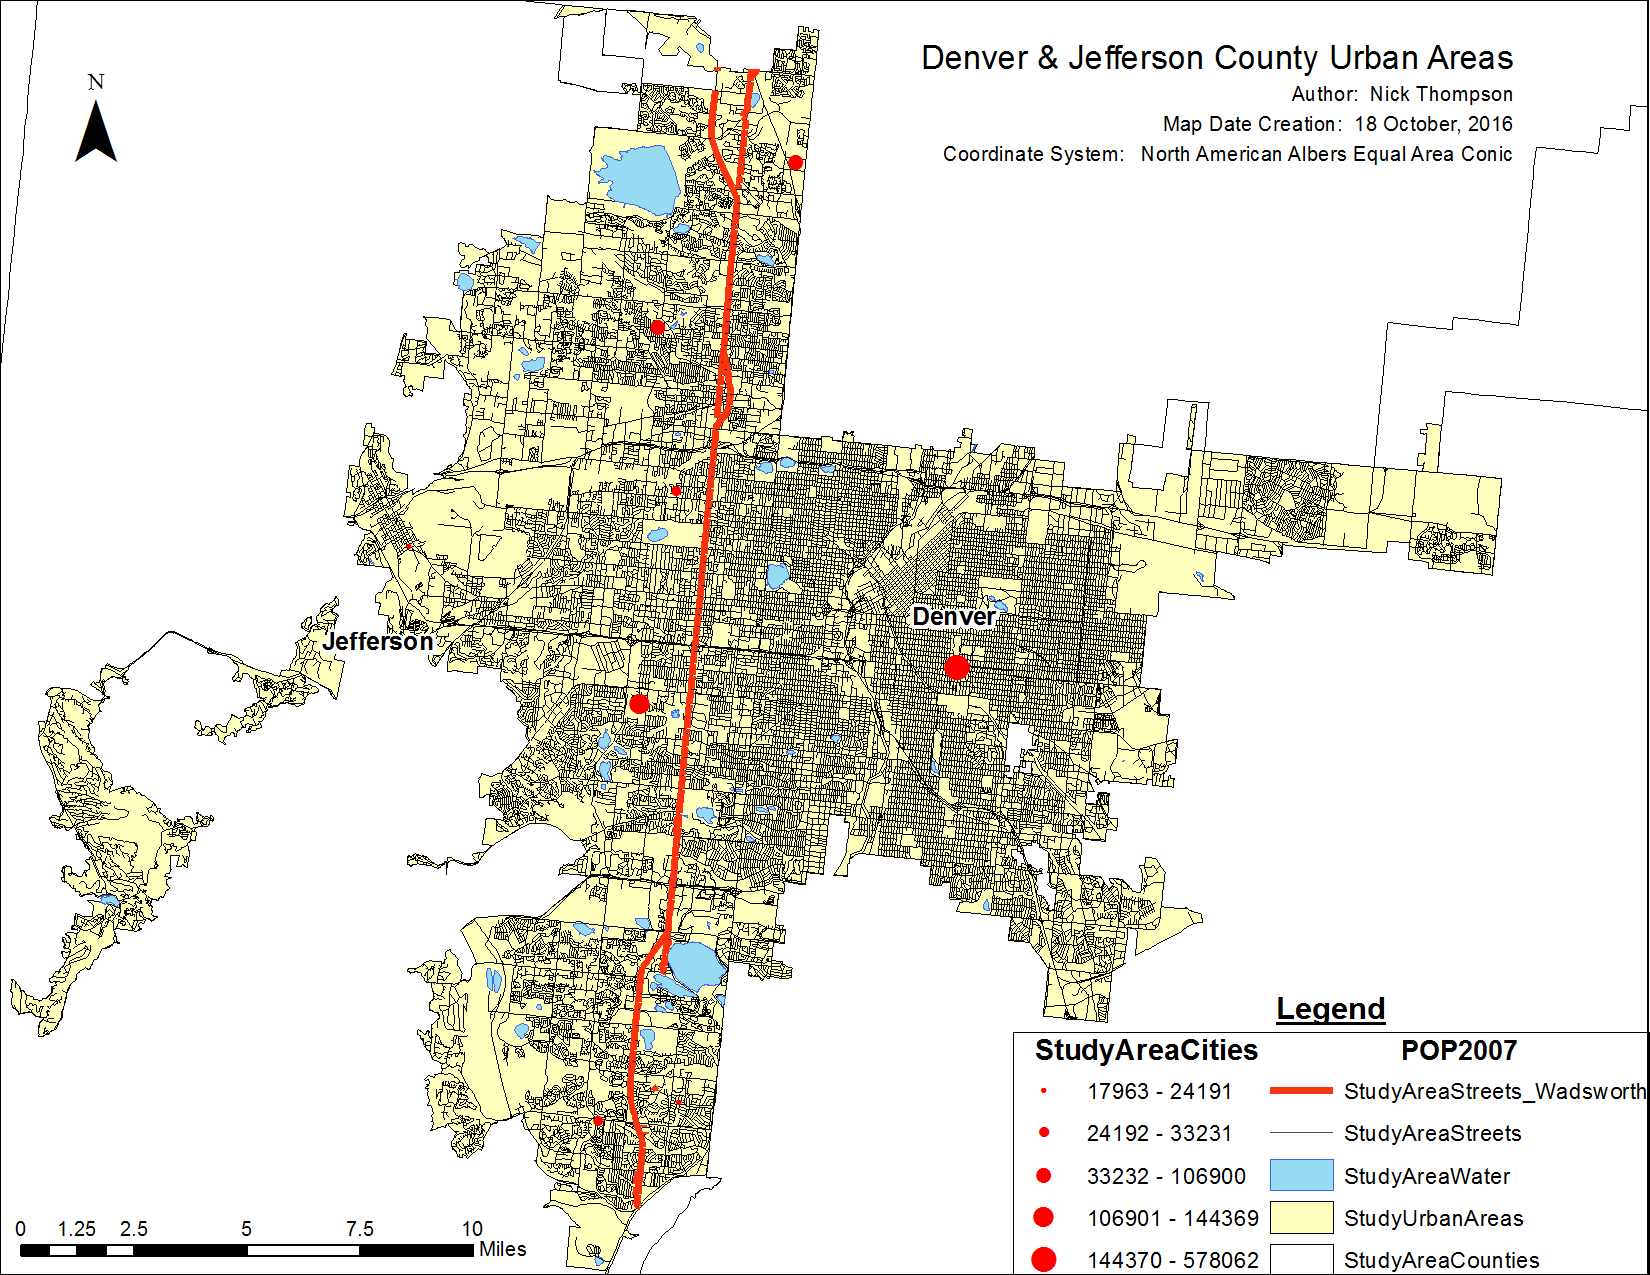 Denver & Jefferson County Urban Areas
Author: Nick Thompson
Map Date Creation: 18 October, 2016
Coordinate System: North American Albers Equal Area Conic
N
Denver
Jefferson
Legend
StudyAreaCities POP2007
17963 - 24191 StudyAreaStreets_Wadsworth
24192 - 33231 StudyAreaStreets
33232 - 106900 StudyAreaWater
106901 - 144369 StudyUrbanAreas
144370 - 578062 StudyAreaCounties
0 1.25 2.5 5 7.5 10
Miles